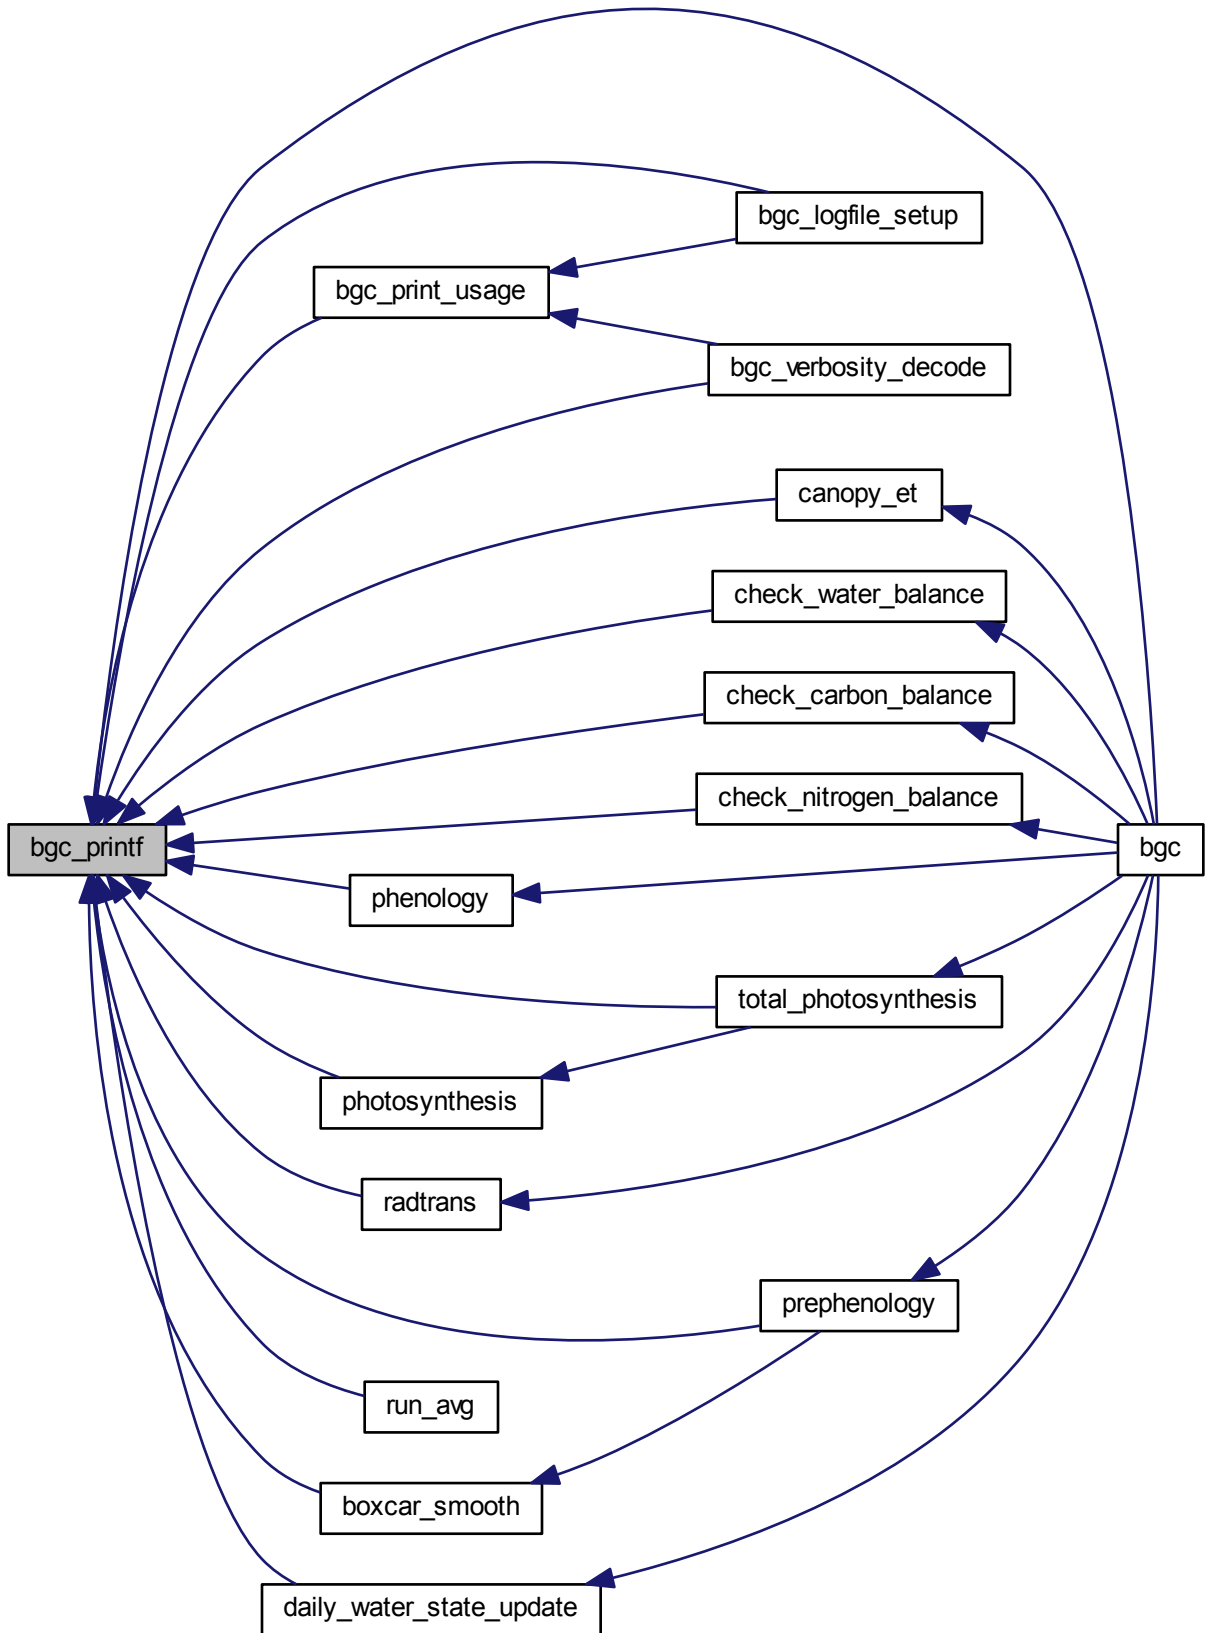 bgc_logfile_setup
bgc_print_usage
bgc_verbosity_decode
canopy_et
check_water_balance
check_carbon_balance
check_nitrogen_balance
bgc_printf
bgc
phenology
total_photosynthesis
photosynthesis
radtrans
prephenology
run_avg
boxcar_smooth
daily_water_state_update